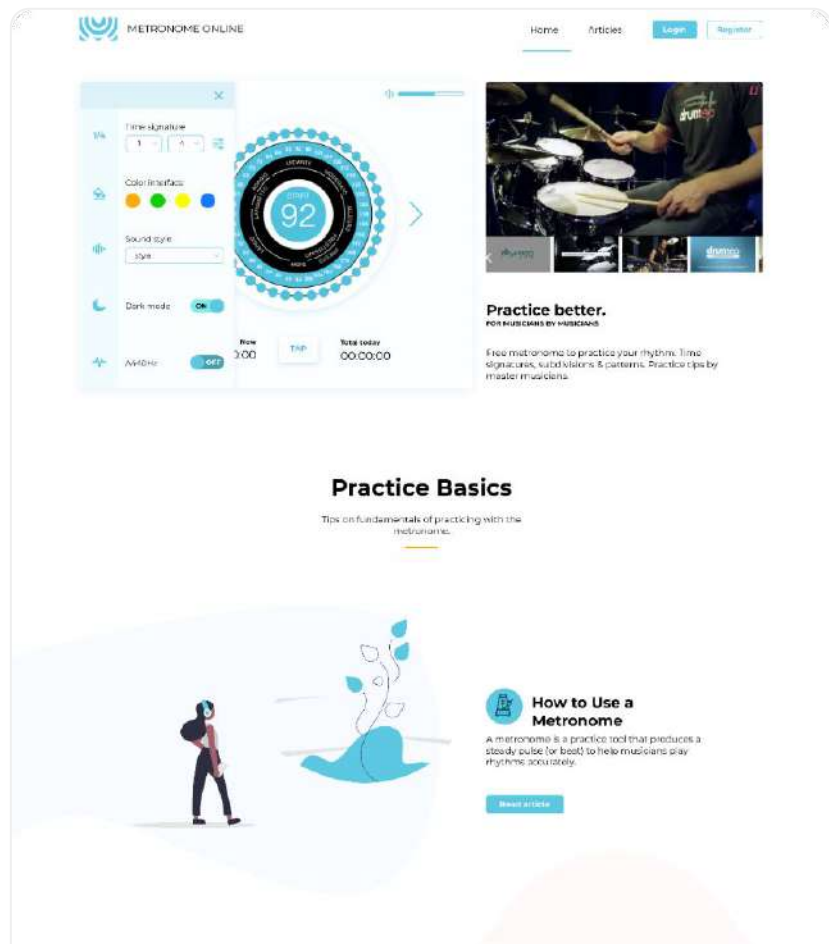 METRONOME ONLINE
Home
Articles
Login
Register
Time signature
Color interface
Sound style
style
Dark mode
ON
OFF
START
92
Now
TAP
Total today
00:00:00
Practice better.
FOR MUSICIANS BY MUSICIANS
Free metronome to practice your rhythm. Time
signatures, subdivisions & patterns. Practice tips by
master musicians.
Practice Basics
Tips on fundamentals of practicing with the
metronome.
How to Use a
Metronome
A metronome is a practice tool that produces a
steady pulse (or beat) to help musicians play
rhythms accurately.
Read article